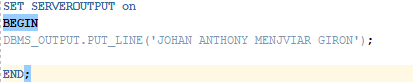 SET SERVEROUTPUT on
BEGIN
DBMS_OUTPUT.PUT_LINE('JOHAN ANTHONY MENJVIAR GIRON');
END;